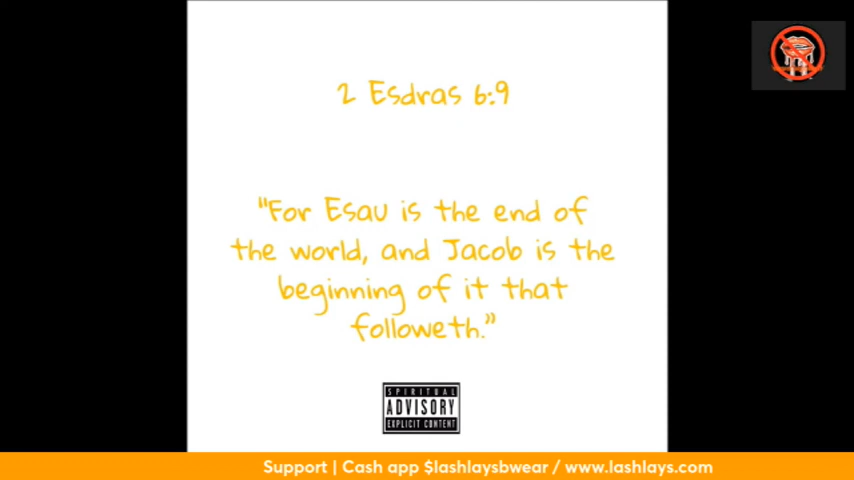 2 Esdras 6:9
"For Esau is the end of
the world, and Jacob is the
beginning of it that
followeth."
SPIRITUAL
ADVISORY
EXPLICIT CONTENT
Support | Cash app $lashlaysbwear / www.lashlays.com